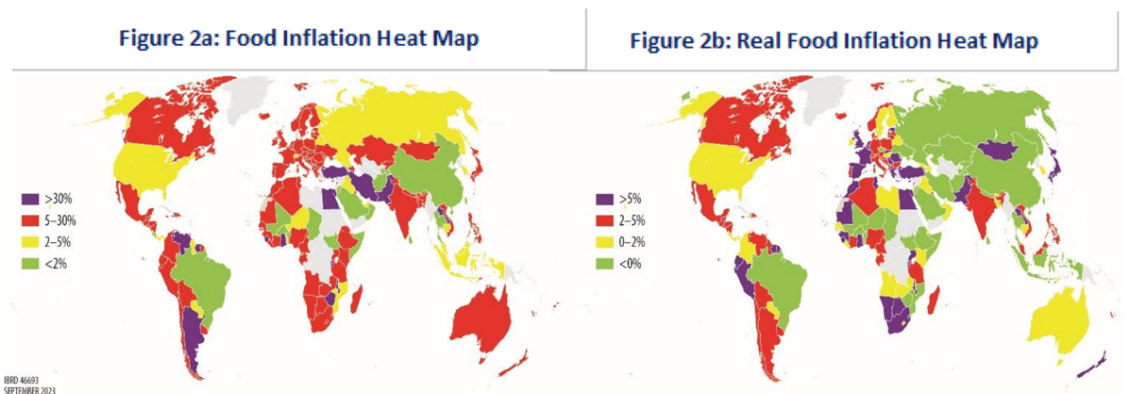 Figure 2a: Food Inflation Heat Map
>30%
5–30%
2–5%
<2%
IBRD 46693
SEPTEMBER 2023
Figure 2b: Real Food Inflation Heat Map
>5%
2–5%
0–2%
<0%